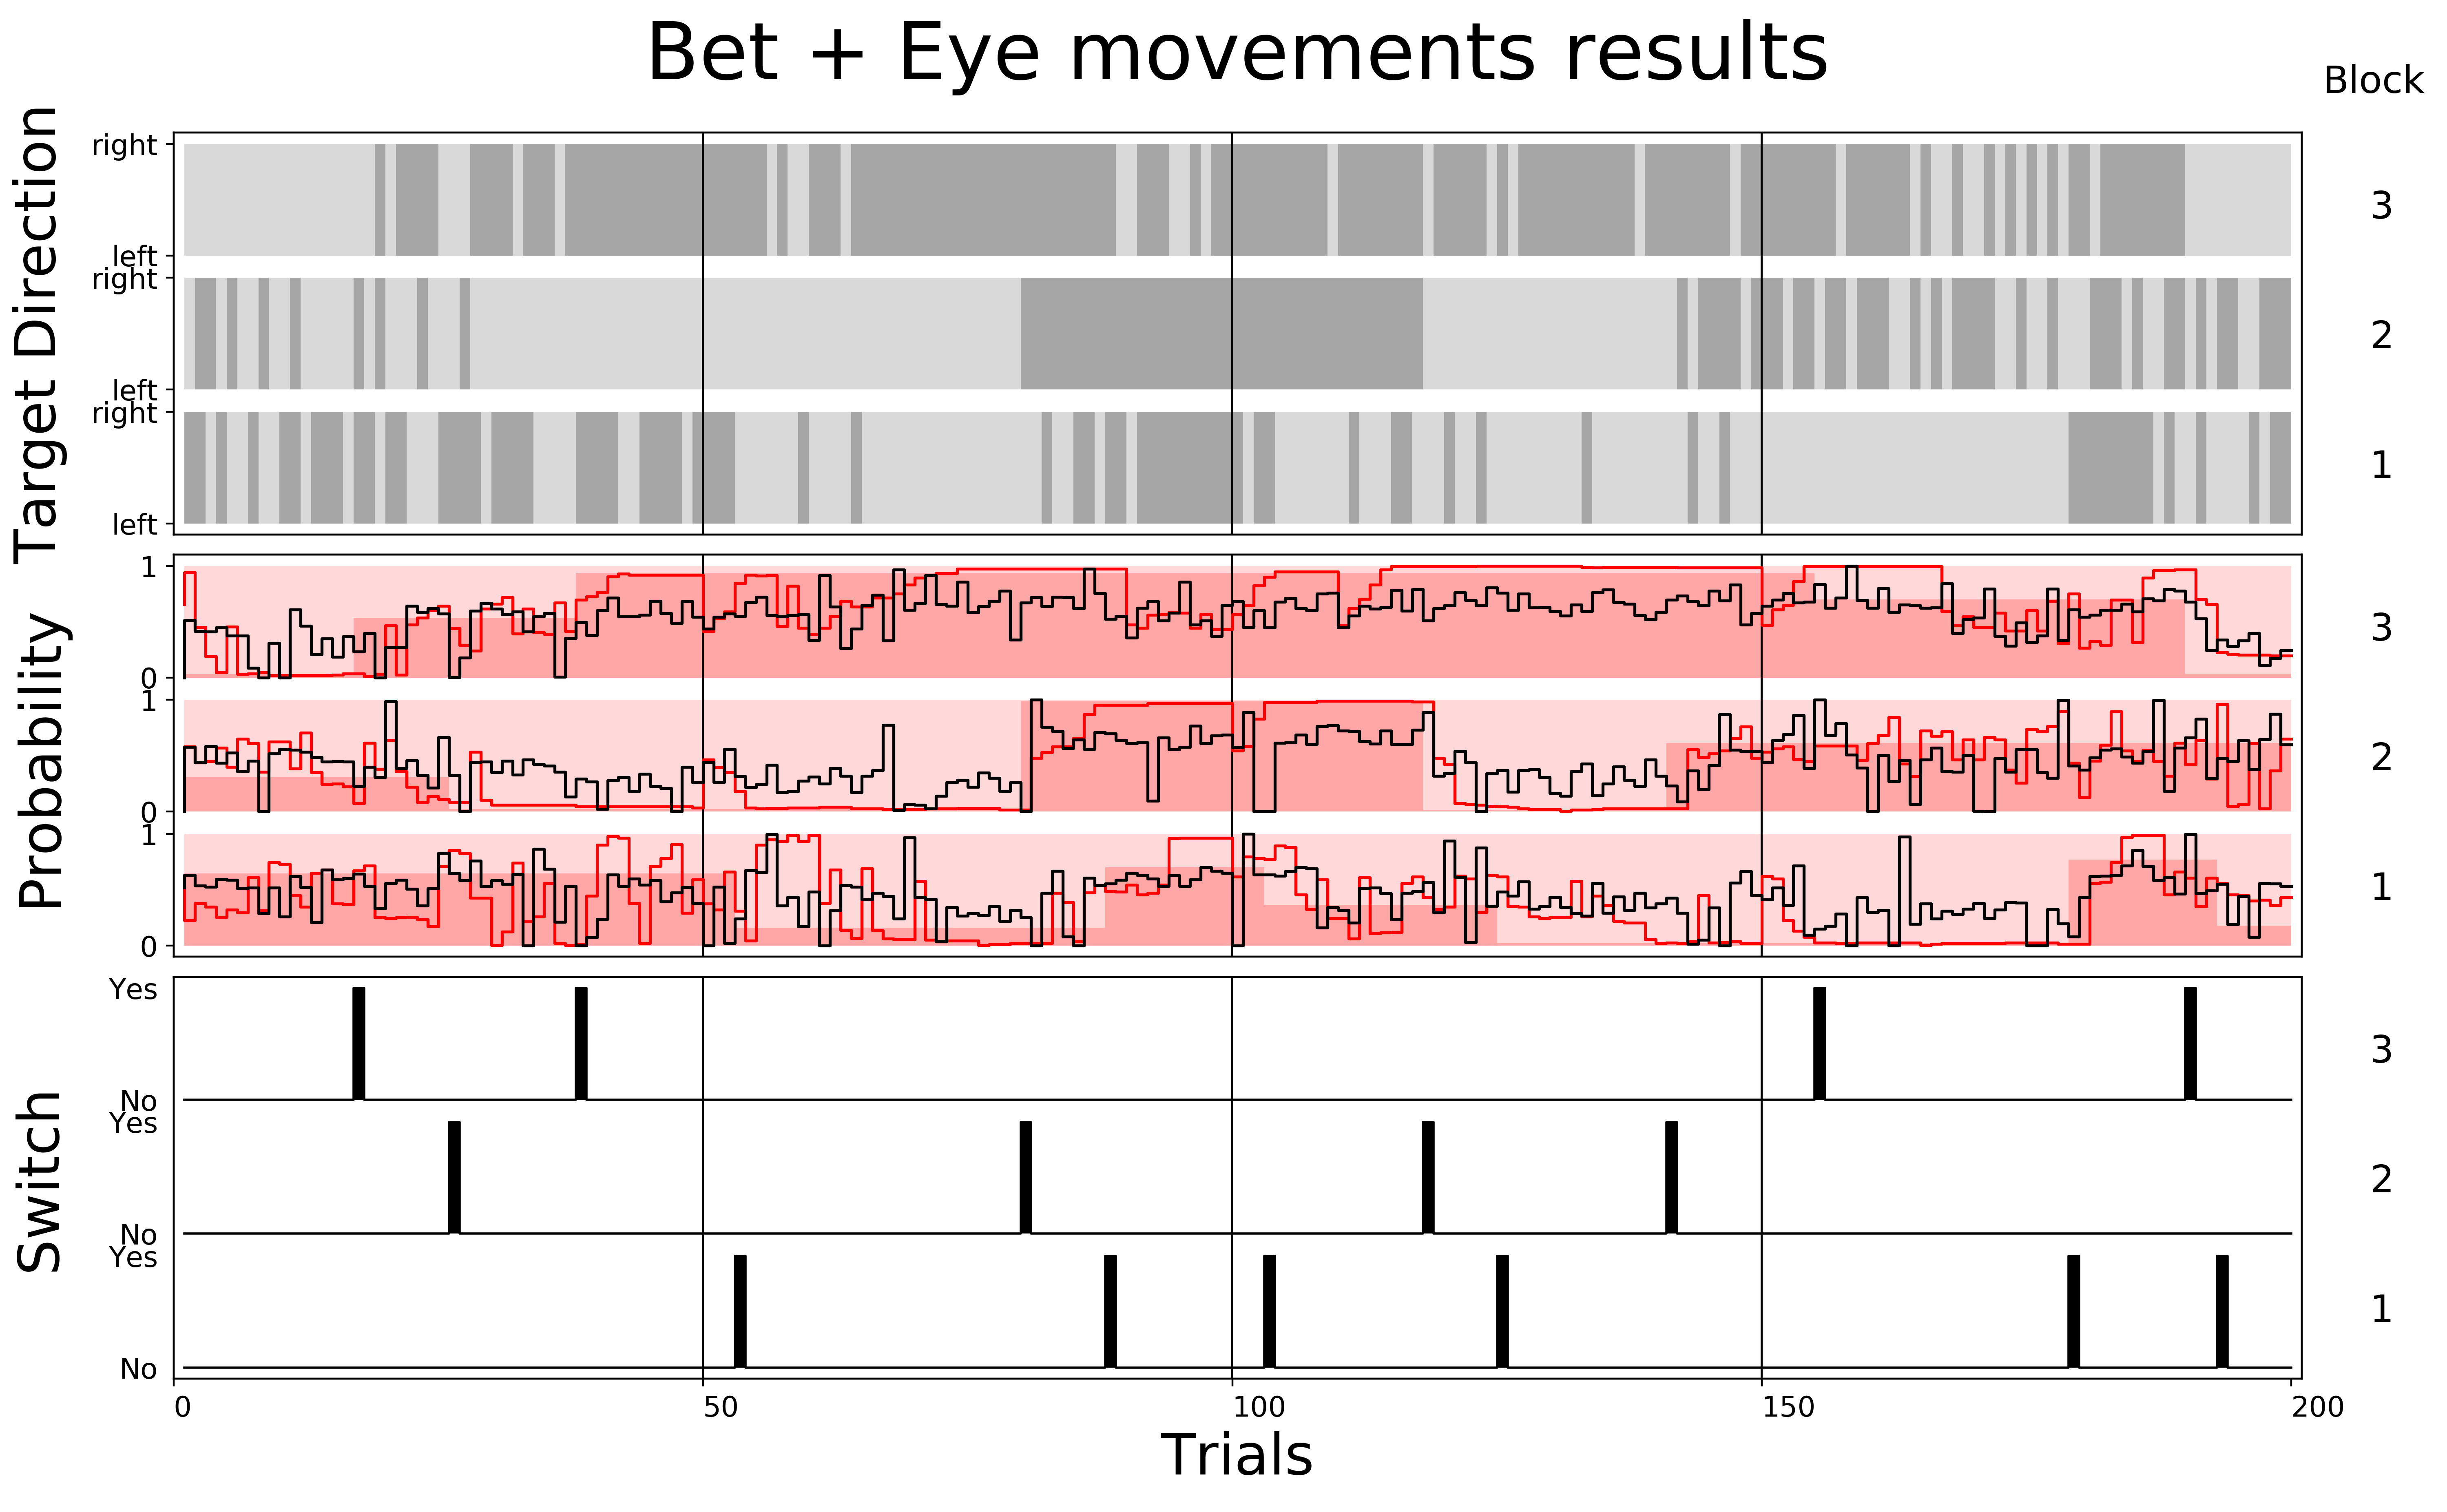 Bet + Eye movements results
Block
Target Direction
right
left
3
right
left
2
right
left
1
Probability
1
0
3
1
0
2
1
0
1
Switch
Yes
No
3
Yes
No
2
Yes
No
1
0 50 100 150 200
Trials